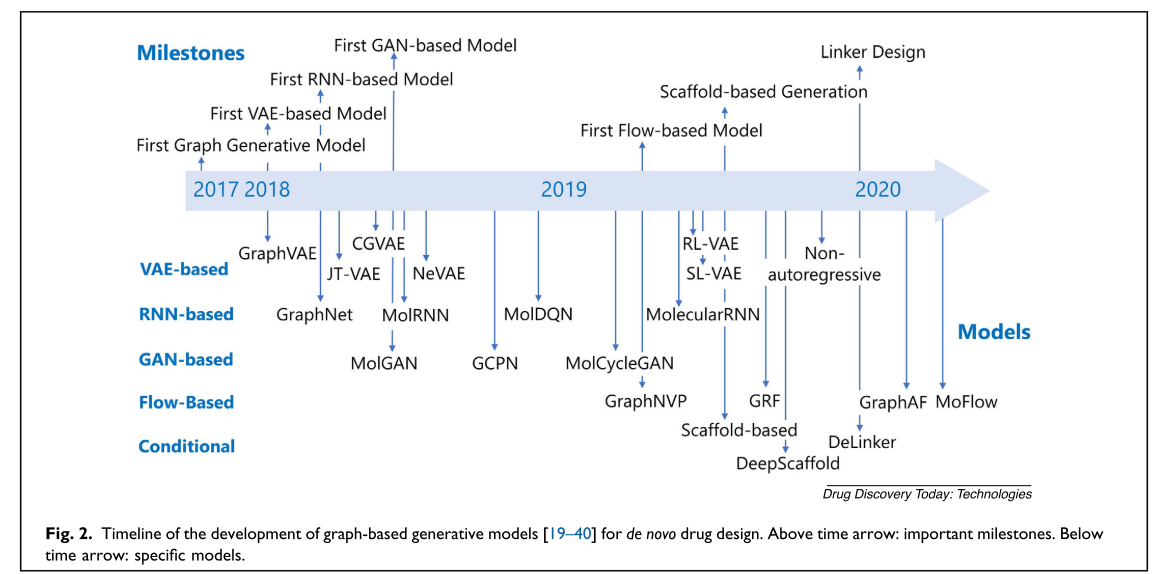 Milestones
First GAN-based Model
Linker Design
First RNN-based Model
Scaffold-based Generation
First VAE-based Model
First Flow-based Model
First Graph Generative Model
2017 2018 2019 2020
VAE-based
GraphVAE
JT-VAE
CGVAE
NeVAE
RL-VAE
SL-VAE
Non-
autoregressive
RNN-based
GraphNet
MolRNN
MolDQN
MolecularRNN
Models
GAN-based
MolGAN
GCPN
MolCycleGAN
Flow-Based
GraphNVP
GRF
GraphAF
MoFlow
Conditional
Scaffold-based
DeepScaffold
DeLinker
Drug Discovery Today: Technologies
Fig. 2. Timeline of the development of graph-based generative models [19–40] for de novo drug design. Above time arrow: important milestones. Below
time arrow: specific models.